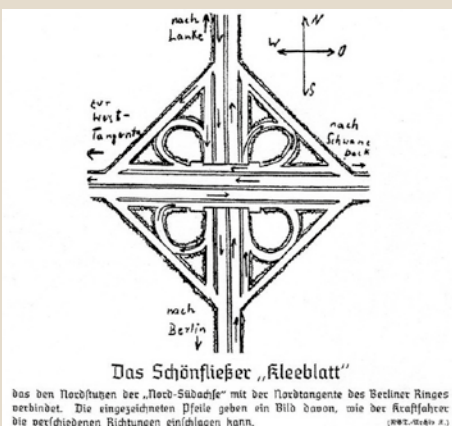 nach
Lanke
N
W
O
S
zur
West-
Tangente
nach
Schwane
beck
nach
Berlin
Das Schönfließer „Kleeblatt"
das den Nordstutzen der „Nord-Südachse" mit der Nordtangente des Berliner Ringes
verbindet. Die eingezeichneten Pfeile geben ein Bild davon, wie der Kraftfahrer
die verschiedenen Richtungen einschlagen kann.